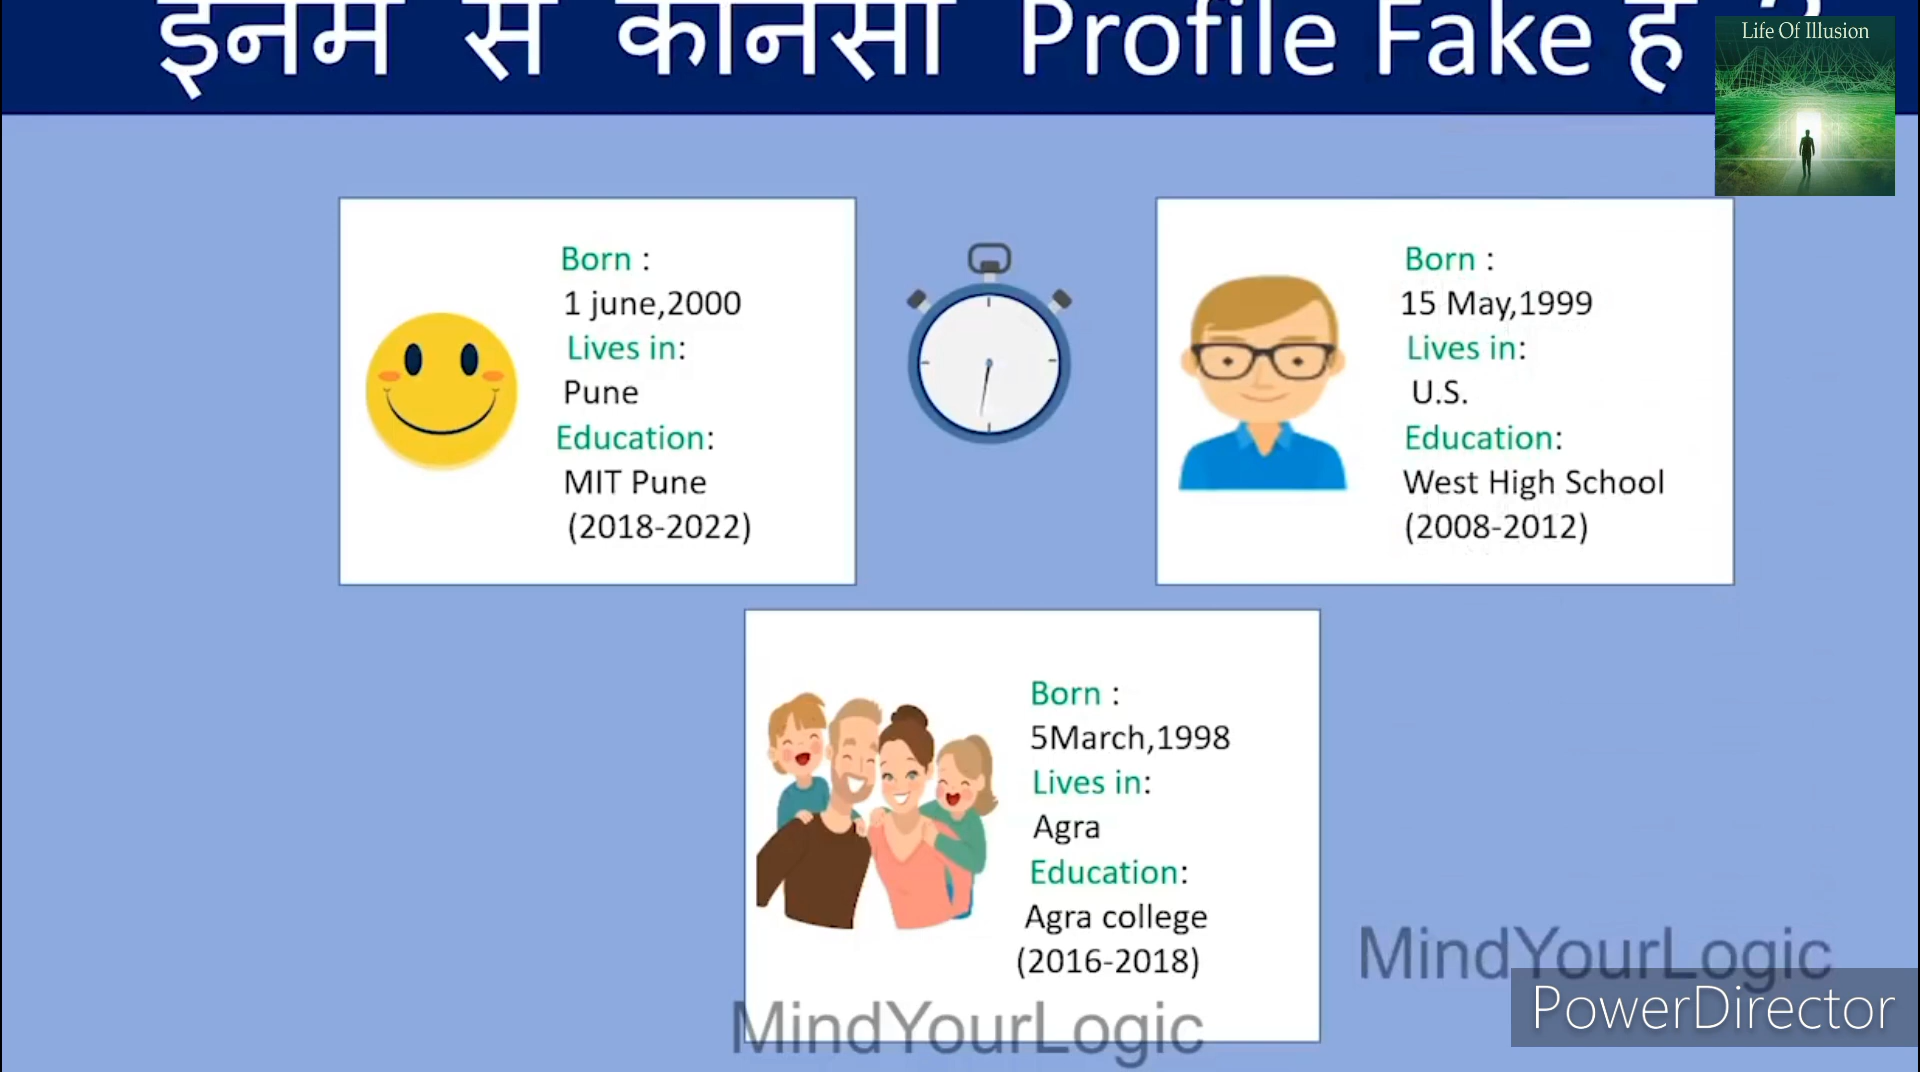 इनमें से कौनसी Profile Fake है ?
Life Of Illusion
Born :
1 june,2000
Lives in:
Pune
Education:
MIT Pune
(2018-2022)
Born :
15 May,1999
Lives in:
U.S.
Education:
West High School
(2008-2012)
Born :
5March,1998
Lives in:
Agra
Education:
Agra college
(2016-2018)
MindYourLogic
PowerDirector
MindYourLogic